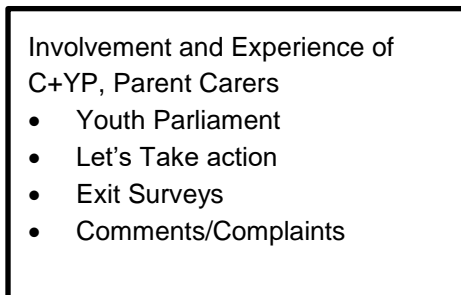 Involvement and Experience of
C+YP, Parent Carers
• Youth Parliament
• Let's Take action
• Exit Surveys
• Comments/Complaints